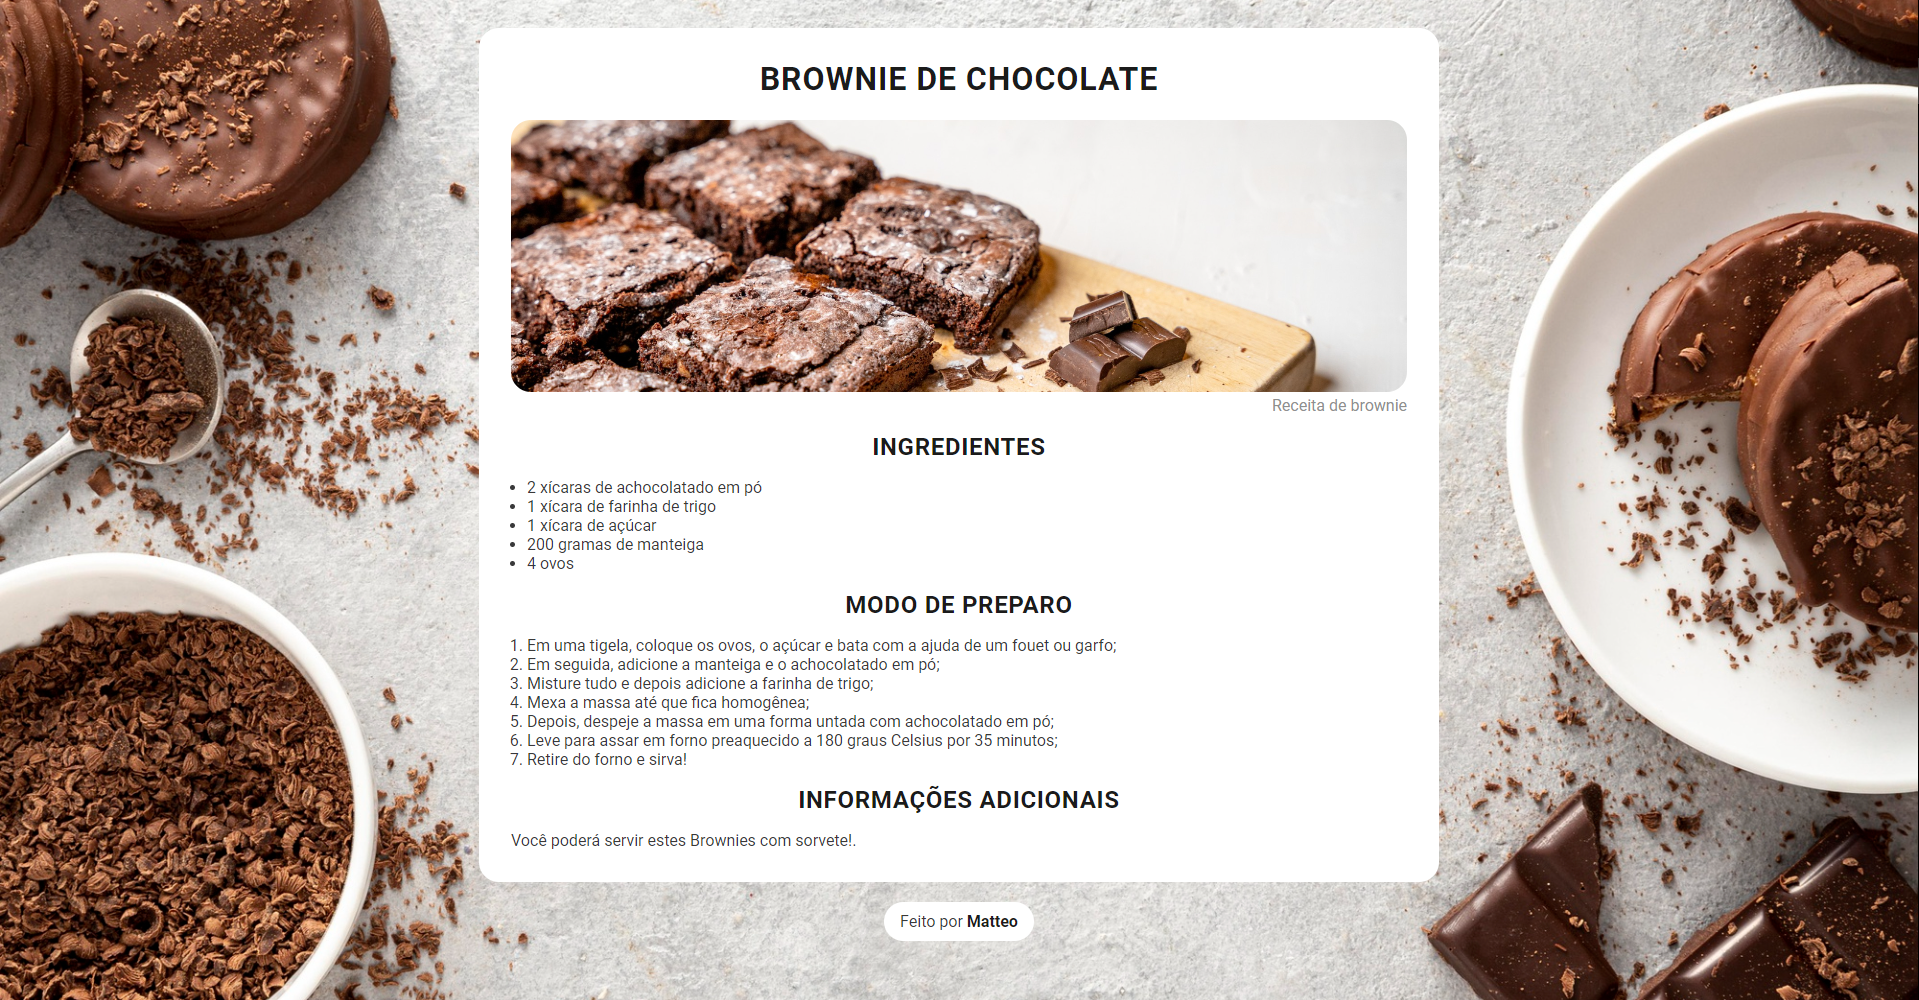 BROWNIE DE CHOCOLATE
Receita de brownie
INGREDIENTES
• 2 xícaras de achocolatado em pó
• 1 xícara de farinha de trigo
• 1 xícara de açúcar
• 200 gramas de manteiga
• 4 ovos
MODO DE PREPARO
1. Em uma tigela, coloque os ovos, o açúcar e bata com a ajuda de um fouet ou garfo;
2. Em seguida, adicione a manteiga e o achocolatado em pó;
3. Misture tudo e depois adicione a farinha de trigo;
4. Mexa a massa até que fica homogênea;
5. Depois, despeje a massa em uma forma untada com achocolatado em pó;
6. Leve para assar em forno preaquecido a 180 graus Celsius por 35 minutos;
7. Retire do forno e sirva!
INFORMAÇÕES ADICIONAIS
Você poderá servir estes Brownies com sorvete!.
Feito por Matteo